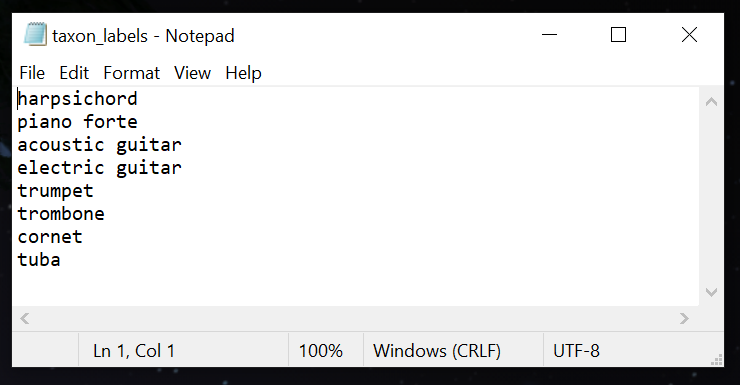 taxon_labels - Notepad
File Edit Format View Help
harpsichord
piano forte
acoustic guitar
electric guitar
trumpet
trombone
cornet
tuba
Ln 1, Col 1 100% Windows (CRLF) UTF-8